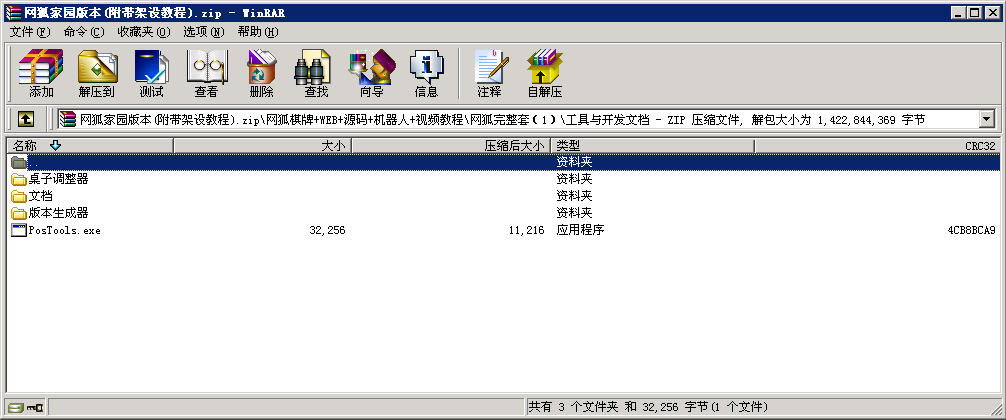 网狐家园版本(附带架设教程).zip - WinRAR
文件(F) 命令(C) 收藏夹(O) 选项(N) 帮助(H)
添加 解压到 测试 查看 删除 查找 向导 信息 注释 自解压
网狐家园版本(附带架设教程).zip\网狐棋牌+WEB+源码+机器人+视频教程\网狐完整套(1)\工具与开发文档 - ZIP 压缩文件, 解包大小为 1,422,844,369 字节
名称 大小 压缩后大小 类型 CRC32
.. 资料夹
桌子调整器 资料夹
文档 资料夹
版本生成器 资料夹
PosTools.exe 32,256 11,216 应用程序 4CB8BCA9
共有 3 个文件夹 和 32,256 字节(1 个文件)